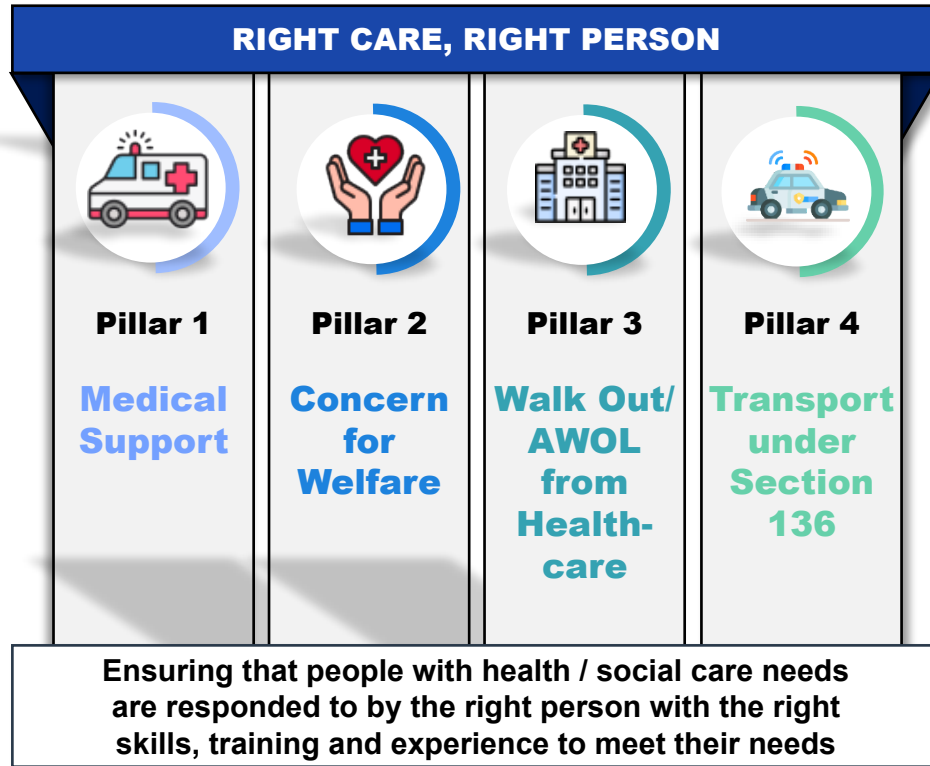 RIGHT CARE, RIGHT PERSON
Pillar 1
Medical
Support
Pillar 2
Concern
for
Welfare
Pillar 3
Walk Out/
AWOL
from
Health-
care
Pillar 4
Transport
under
Section
136
Ensuring that people with health / social care needs
are responded to by the right person with the right
skills, training and experience to meet their needs